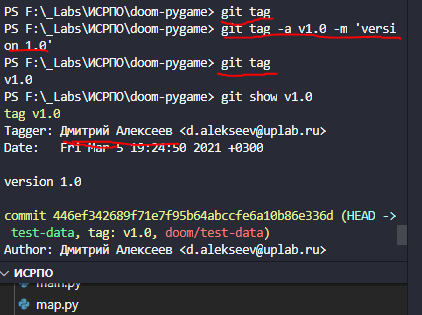 PS F:\_Labs\ИСРПО\doom-pygame> git tag
PS F:\_Labs\ИСРПО\doom-pygame> git tag -a v1.0 -m 'versi
on 1.0'
PS F:\_Labs\ИСРПО\doom-pygame> git tag
v1.0
PS F:\_Labs\ИСРПО\doom-pygame> git show v1.0
tag v1.0
Tagger: Дмитрий Алексеев <d.alekseev@uplab.ru>
Date:   Fri Mar 5 19:24:50 2021 +0300
version 1.0
commit 446ef342689f71e7f95b64abccfe6a10b86e336d (HEAD ->
test-data, tag: v1.0, doom/test-data)
Author: Дмитрий Алексеев <d.alekseev@uplab.ru>
ИСРПО
main.py
map.py